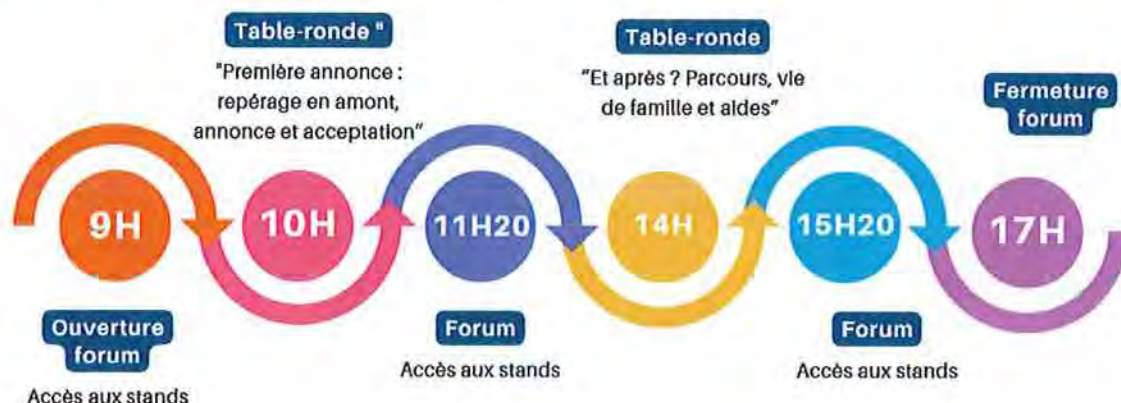 Ouverture
forum
9H
Accès aux stands
Table-ronde "
"Première annonce :
repérage en amont,
annonce et acceptation"
10H
11H20
Forum
Accès aux stands
Table-ronde
"Et après ? Parcours, vie
de famille et aides"
14H
15H20
Forum
Accès aux stands
Fermeture
forum
17H